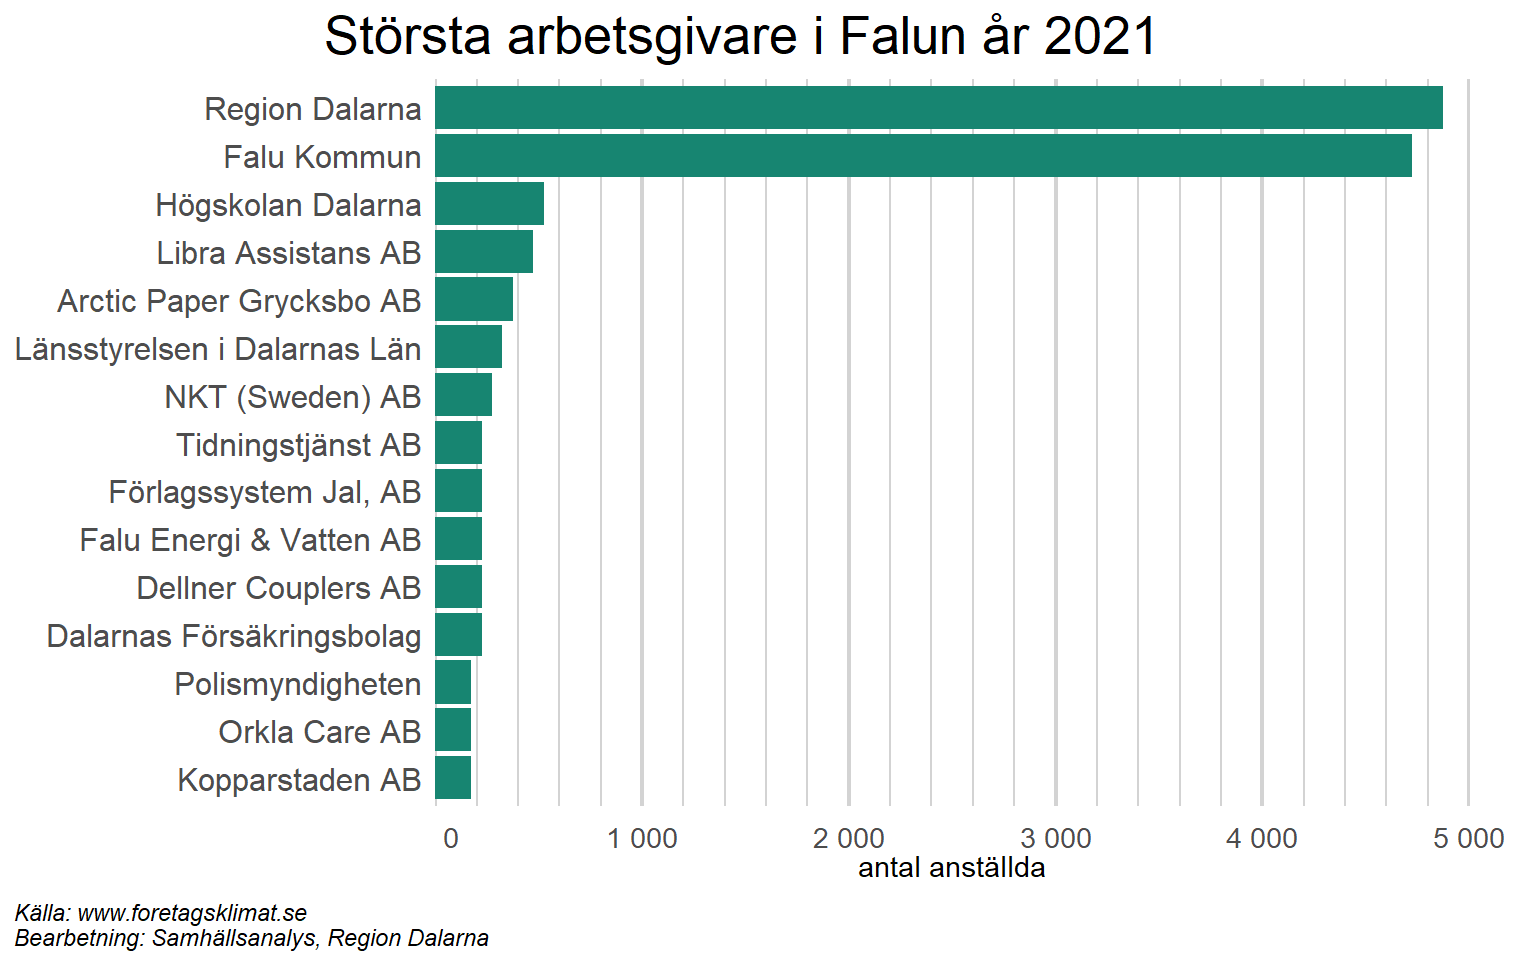 Största arbetsgivare i Falun år 2021
Region Dalarna
Falu Kommun
Högskolan Dalarna
Libra Assistans AB
Arctic Paper Grycksbo AB
Länsstyrelsen i Dalarnas Län
NKT (Sweden) AB
Tidningstjänst AB
Förlagssystem Jal, AB
Falu Energi & Vatten AB
Dellner Couplers AB
Dalarnas Försäkringsbolag
Polismyndigheten
Orkla Care AB
Kopparstaden AB
0 1 000 2 000 3 000 4 000 5 000
antal anställda
Källa: www.foretagsklimat.se
Bearbetning: Samhällsanalys, Region Dalarna